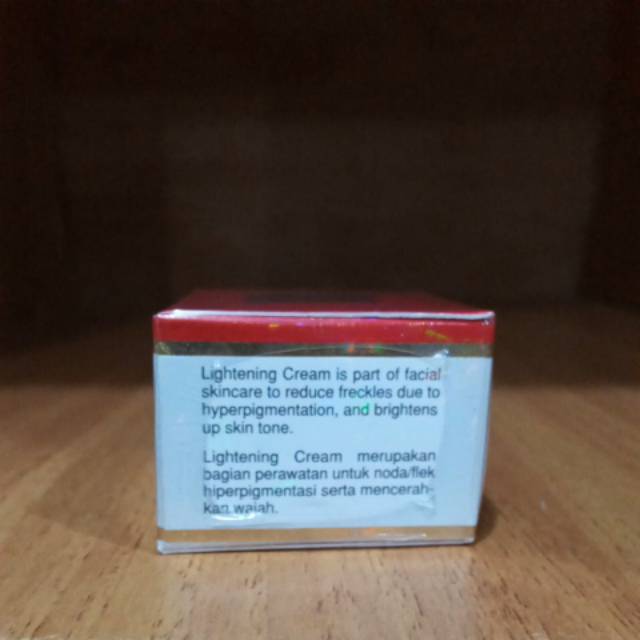 Lightening Cream is part of facial
skincare to reduce freckles due to
hyperpigmentation, and brightens
up skin tone.
Lightening Cream merupakan
bagian perawatan untuk noda/flek
hiperpigmentasi serta mencerah-
kan wajah.